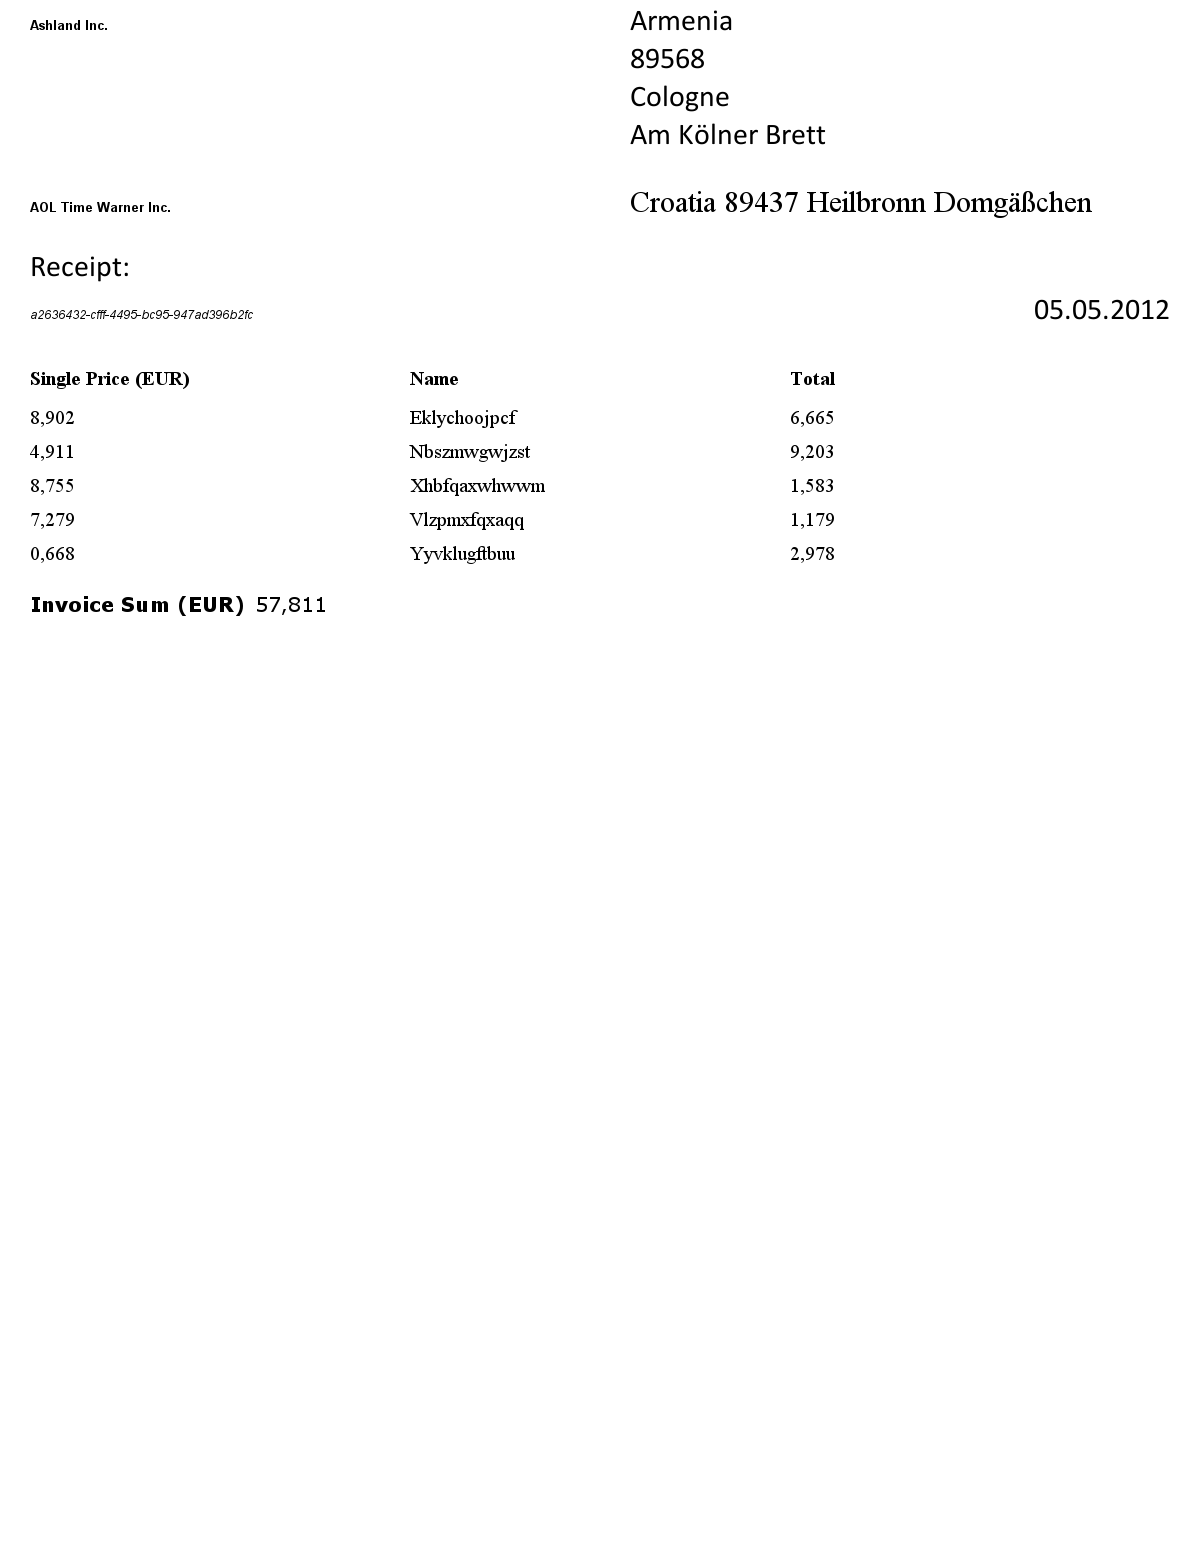 Ashland Inc.
Armenia
89568
Cologne
Am Kölner Brett
AOL Time Warner Inc.
Croatia 89437 Heilbronn Domgäßchen
Receipt:
a2636432-cfff-4495-bc95-947ad396b2fc
05.05.2012
Single Price (EUR) Name Total
8,902 Eklychoojpcf 6,665
4,911 Nbszmwgwjzst 9,203
8,755 Xhbfqaxwhwwm 1,583
7,279 Vlzpmxfqxaqq 1,179
0,668 Yyvklugftbuu 2,978
Invoice Sum (EUR) 57,811